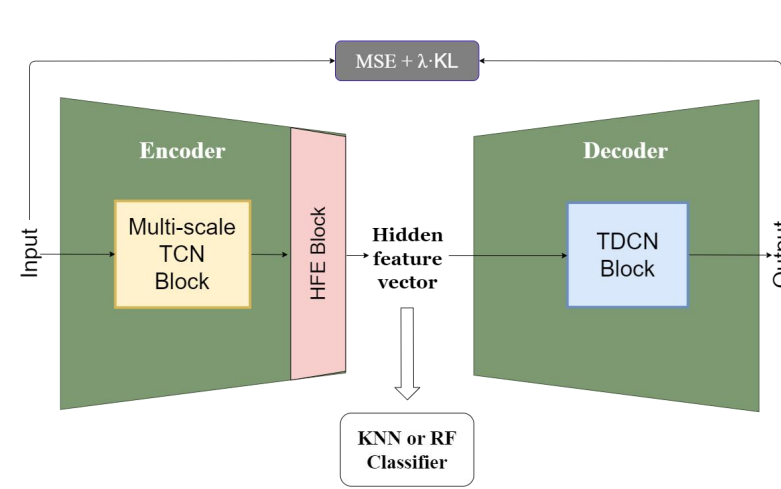 MSE + λ·KL
Encoder
Decoder
Input
Multi-scale
TCN
Block
HFE Block
Hidden
feature
vector
TDCN
Block
Output
KNN or RF
Classifier